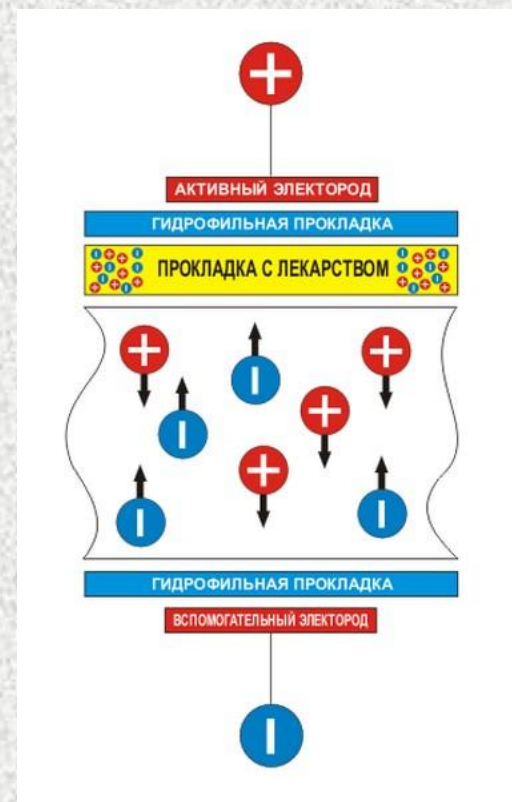 АКТИВНЫЙ ЭЛЕКТОРОД
ГИДРОФИЛЬНАЯ ПРОКЛАДКА
ПРОКЛАДКА С ЛЕКАРСТВОМ
ГИДРОФИЛЬНАЯ ПРОКЛАДКА
ВСПОМОГАТЕЛЬНЫЙ ЭЛЕКТОРОД